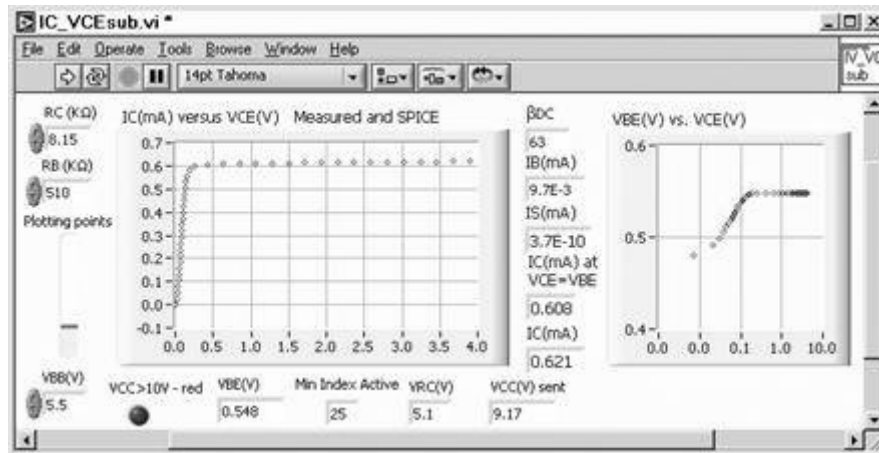 IC_VCEsub.vi *
File Edit Operate Tools Browse Window Help
14pt Tahoma
IV_VC
sub
RC (KΩ)
8.15
RB (KΩ)
510
Plotting points
VBB(V)
5.5
IC(mA) versus VCE(V) Measured and SPICE
0.7
0.6
0.5
0.4
0.3
0.2
0.1
0.0
-0.1
0.0 0.5 1.0 1.5 2.0 2.5 3.0 3.5 4.0
βDC
63
IB(mA)
9.7E-3
IS(mA)
3.7E-10
IC(mA) at
VCE=VBE
0.608
IC(mA)
0.621
VBE(V) vs. VCE(V)
0.6
0.5
0.4
0.0 0.0 0.1 1.0 10.0
VCC>10V - red
VBE(V)
0.548
Min Index Active
25
VRC(V)
5.1
VCC(V) sent
9.17